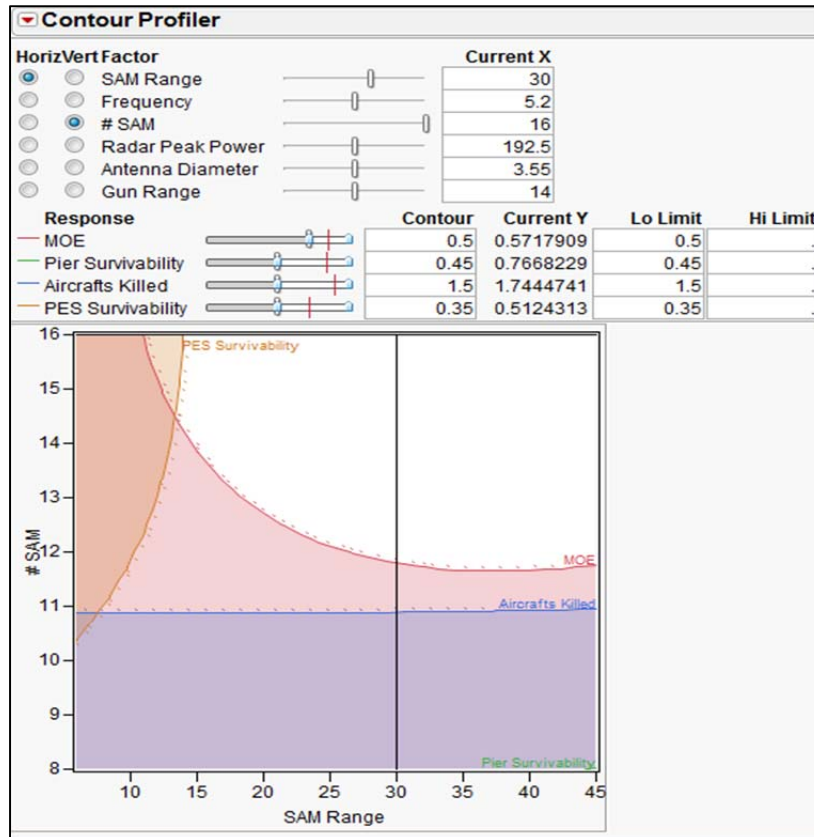 Contour Profiler
Horiz Vert Factor Current X
SAM Range 30
Frequency 5.2
# SAM 16
Radar Peak Power 192.5
Antenna Diameter 3.55
Gun Range 14
Response Contour Current Y Lo Limit Hi Limit
MOE 0.5 0.5717909 0.5 .
Pier Survivability 0.45 0.7668229 0.45 .
Aircrafts Killed 1.5 1.7444741 1.5 .
PES Survivability 0.35 0.5124313 0.35 .
16
PES Survivability
15
14
13
12
# SAM
MOE
11
Aircrafts Killed
10
9
Pier Survivability
8
10 15 20 25 30 35 40 45
SAM Range